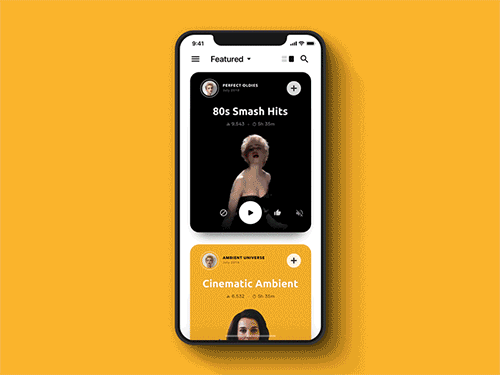 9:41
Featured
PERFECT OLDIES
July 2019
80s Smash Hits
9.543 • 5h 35m
AMBIENT UNIVERSE
July 2019
Cinematic Ambient
6.532 • 5h 35m